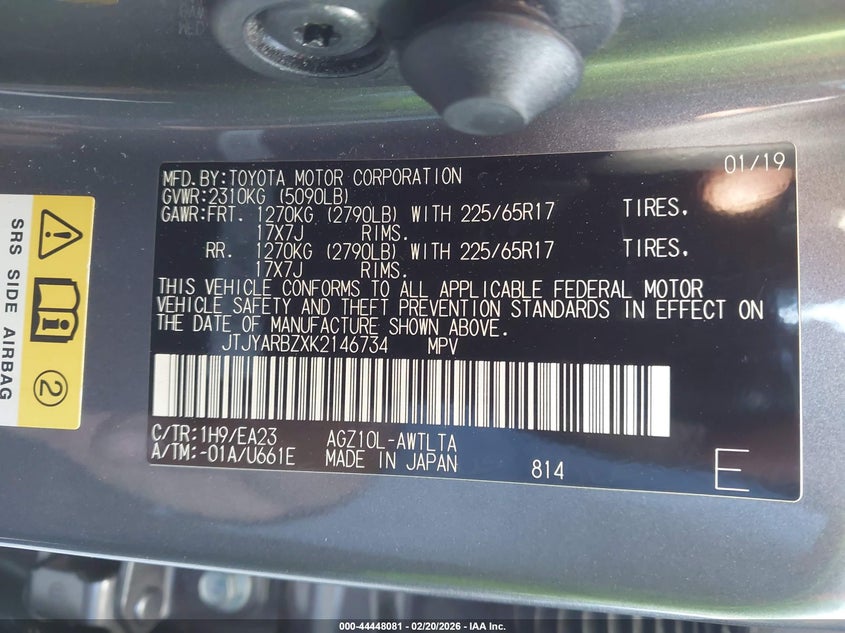 01/19
MFD.BY:TOYOTA MOTOR CORPORATION
GVWR:2310KG (5090LB)
GAWR:FRT. 1270KG (2790LB) WITH 225/65R17 TIRES.
17X7J RIMS.
RR. 1270KG (2790LB) WITH 225/65R17 TIRES.
17X7J RIMS.
THIS VEHICLE CONFORMS TO ALL APPLICABLE FEDERAL MOTOR
VEHICLE SAFETY AND THEFT PREVENTION STANDARDS IN EFFECT ON
THE DATE OF MANUFACTURE SHOWN ABOVE.
JTJYARBZXK2146734 MPV
C/TR:1H9/EA23 AGZ10L-AWTLTA
A/TM:-01A/U661E MADE IN JAPAN 814 E
SRS SIDE AIRBAG
2
000-44448081 - 02/20/2026 - IAA Inc.